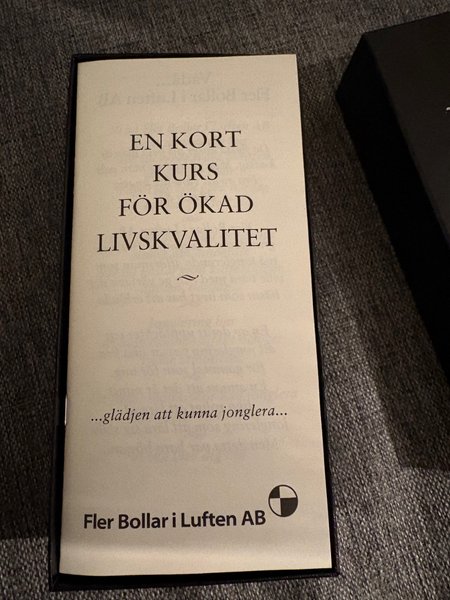 EN KORT
KURS
FÖR ÖKAD
LIVSKVALITET
...glädjen att kunna jonglera...
Fler Bollar i Luften AB